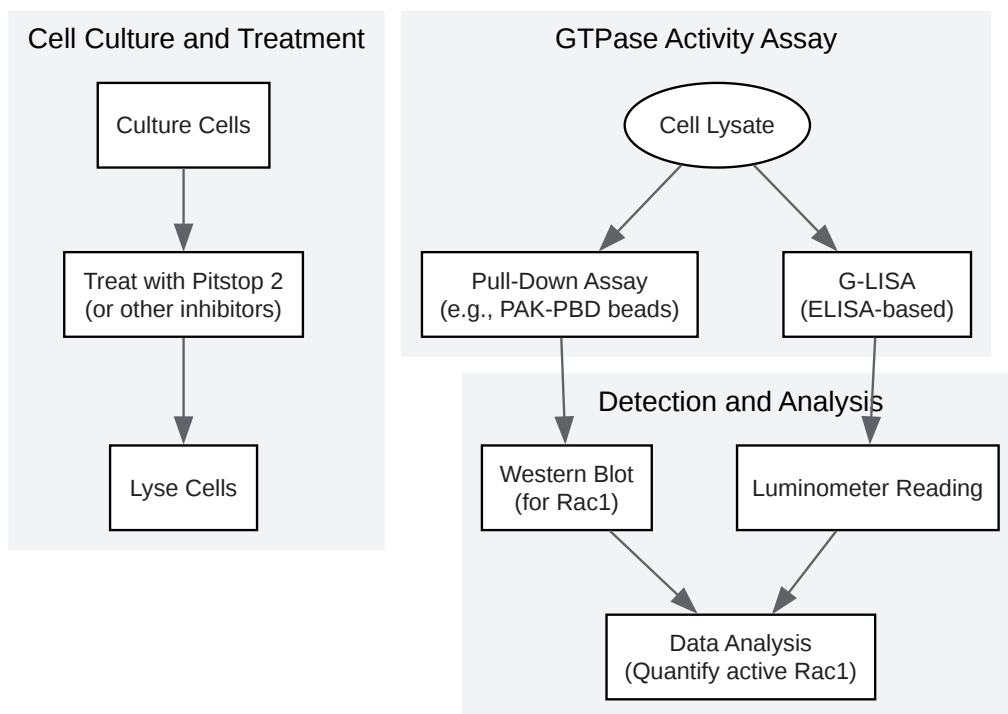 Cell Culture and Treatment
Culture Cells
Treat with Pitstop 2
(or other inhibitors)
Lyse Cells
GTPase Activity Assay
Cell Lysate
Pull-Down Assay
(e.g., PAK-PBD beads)
G-LISA
(ELISA-based)
Detection and Analysis
Western Blot
(for Rac1)
Luminometer Reading
Data Analysis
(Quantify active Rac1)